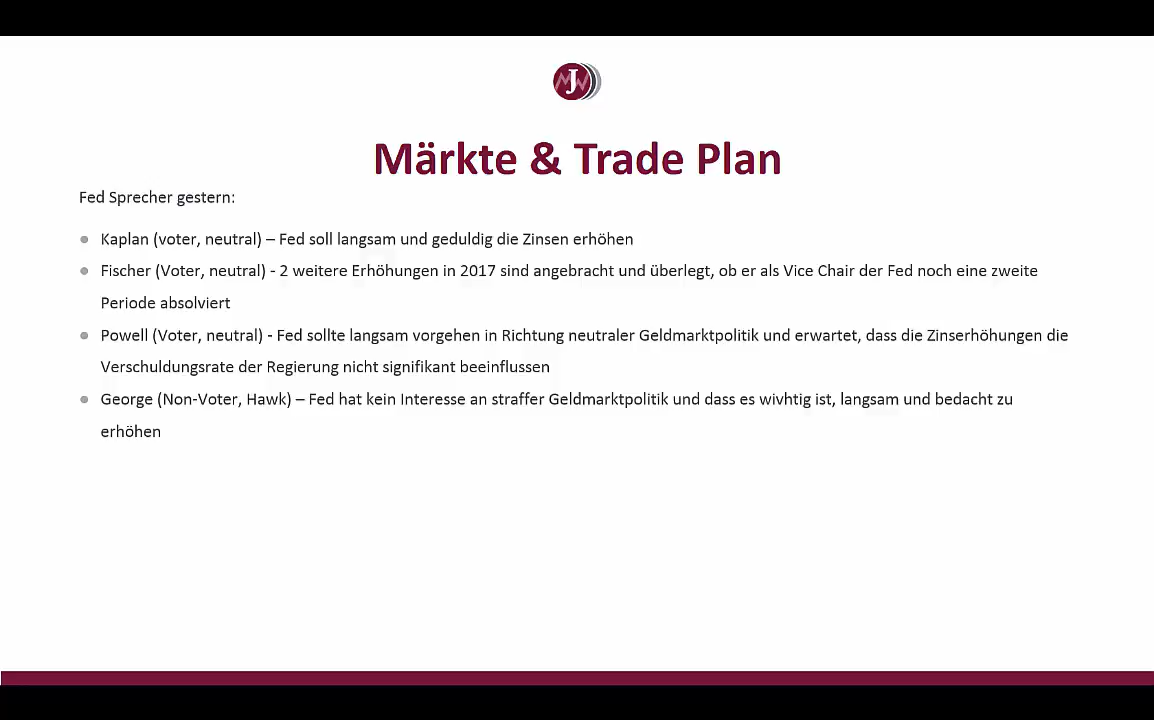 J
Märkte & Trade Plan
Fed Sprecher gestern:
Kaplan (voter, neutral) – Fed soll langsam und geduldig die Zinsen erhöhen
Fischer (Voter, neutral) - 2 weitere Erhöhungen in 2017 sind angebracht und überlegt, ob er als Vice Chair der Fed noch eine zweite
Periode absolviert
Powell (Voter, neutral) - Fed sollte langsam vorgehen in Richtung neutraler Geldmarktpolitik und erwartet, dass die Zinserhöhungen die
Verschuldungsrate der Regierung nicht signifikant beeinflussen
George (Non-Voter, Hawk) – Fed hat kein Interesse an straffer Geldmarktpolitik und dass es wivhtig ist, langsam und bedacht zu
erhöhen